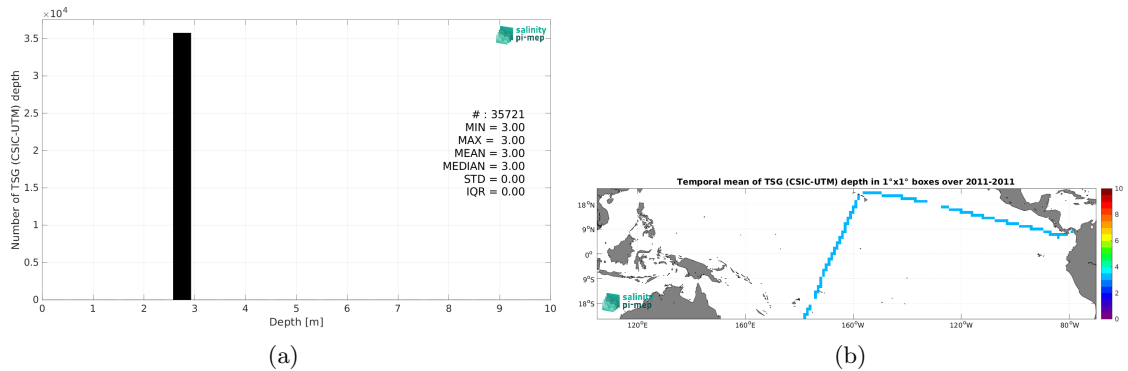 ×10⁴
3.5
3
2.5
2
1.5
1
0.5
0
Number of TSG (CSIC-UTM) depth
salinity
pi-mep
# : 35721
MIN = 3.00
MAX = 3.00
MEAN = 3.00
MEDIAN = 3.00
STD = 0.00
IQR = 0.00
0 1 2 3 4 5 6 7 8 9 10
Depth [m]
(a)
Temporal mean of TSG (CSIC-UTM) depth in 1°x1° boxes over 2011-2011
18°N
9°N
0°
9°S
18°S
salinity
pi-mep
120°E 160°E 160°W 120°W 80°W
10
8
6
4
2
0
(b)